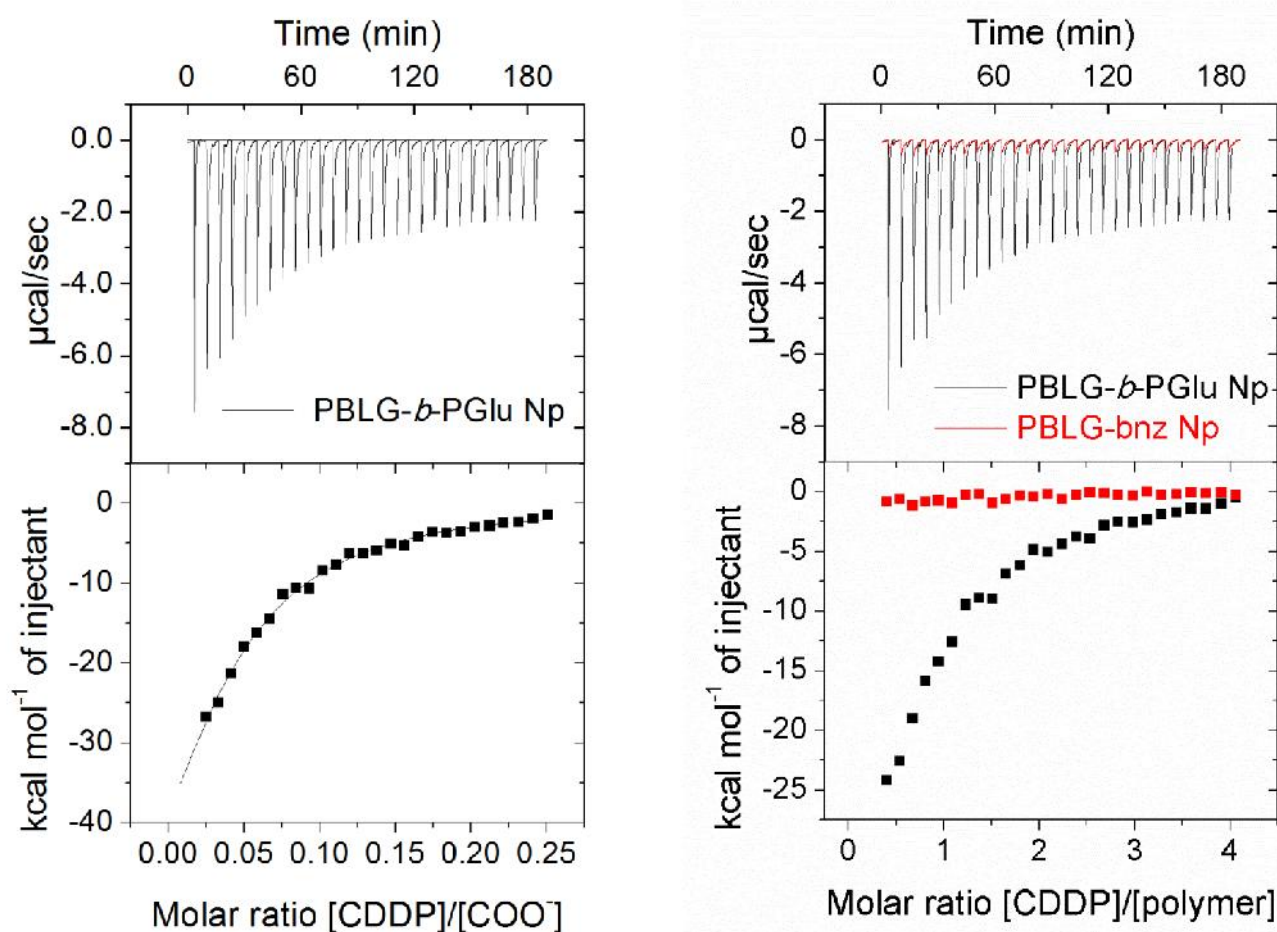 Time (min)
0 60 120 180
0.0
-2.0
-4.0
-6.0
-8.0
µcal/sec
PBLG-b-PGlu Np
0
-10
-20
-30
-40
kcal mol⁻¹ of injectant
0.00 0.05 0.10 0.15 0.20 0.25
Molar ratio [CDDP]/[COO⁻]
Time (min)
0 60 120 180
0
-2
-4
-6
-8
µcal/sec
PBLG-b-PGlu Np
PBLG-bnz Np
0
-5
-10
-15
-20
-25
kcal mol⁻¹ of injectant
0 1 2 3 4
Molar ratio [CDDP]/[polymer]